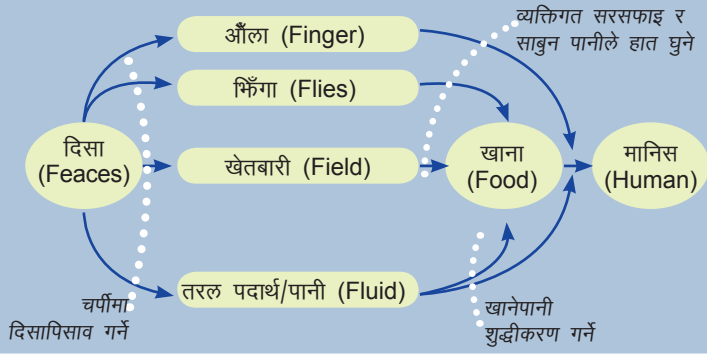 व्यक्तिगत सरसफाइ र
साबुन पानीले हात घुने
औंला (Finger)
झिँगा (Flies)
दिसा
(Feaces)
खेतबारी (Field)
खाना
(Food)
मानिस
(Human)
तरल पदार्थ/पानी (Fluid)
चर्पीमा
दिसापिसाव गर्ने
खानेपानी
शुद्धीकरण गर्ने